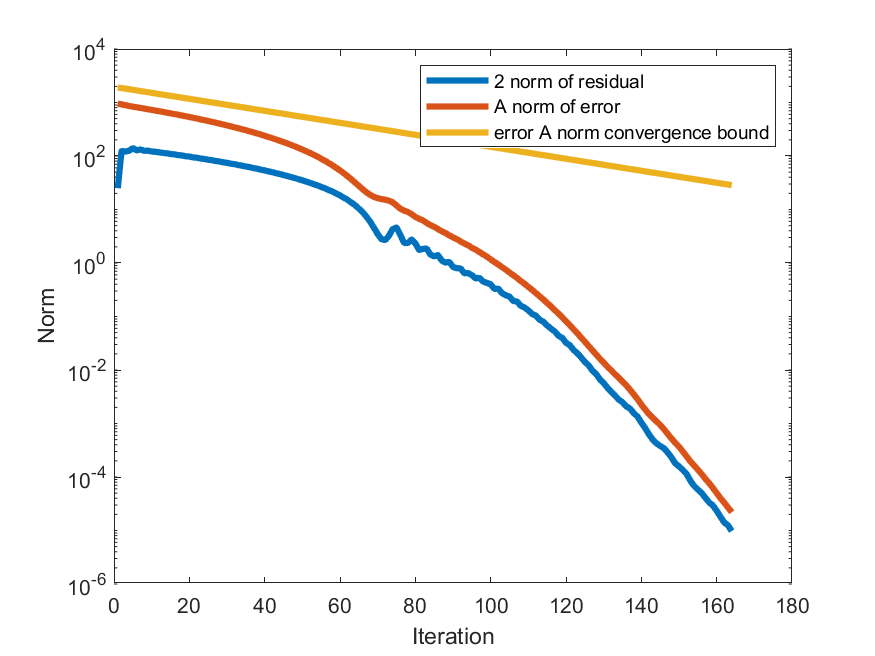 10^4
2 norm of residual
A norm of error
error A norm convergence bound
10^2
10^0
Norm
10^-2
10^-4
10^-6
0 20 40 60 80 100 120 140 160 180
Iteration